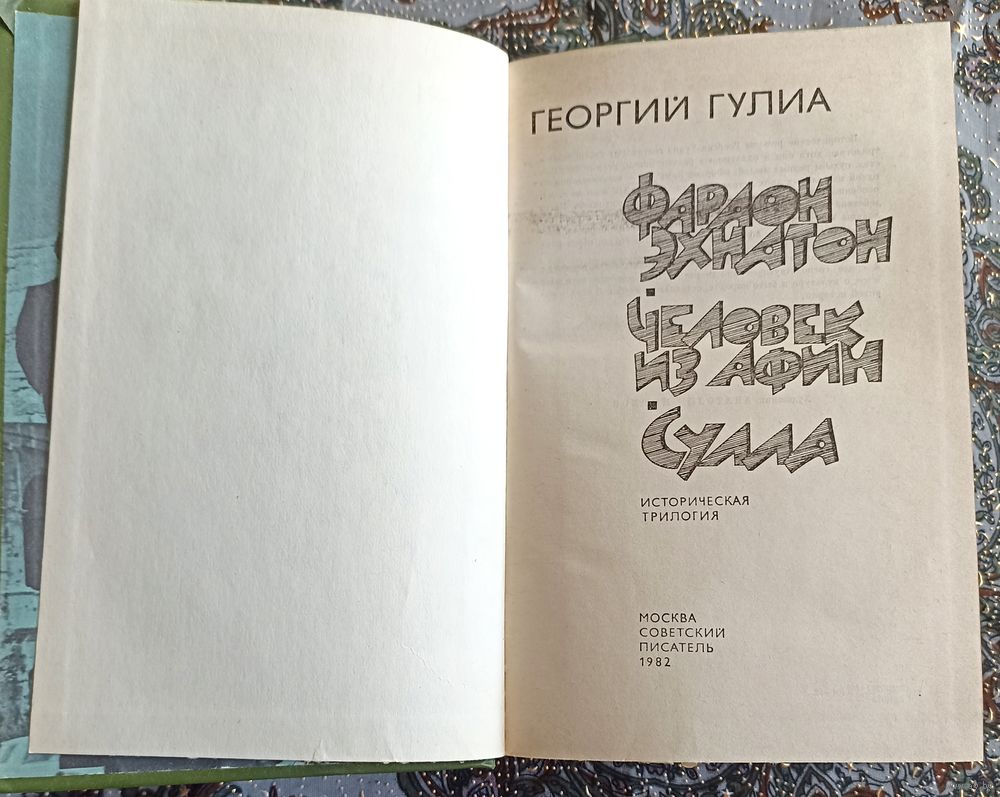 ГЕОРГИЙ ГУЛИА
ФАРАОН
ЭХНАТОН
ЧЕЛОВЕК
ИЗ АФИН
СУЛЛА
ИСТОРИЧЕСКАЯ
ТРИЛОГИЯ
МОСКВА
СОВЕТСКИЙ
ПИСАТЕЛЬ
1982